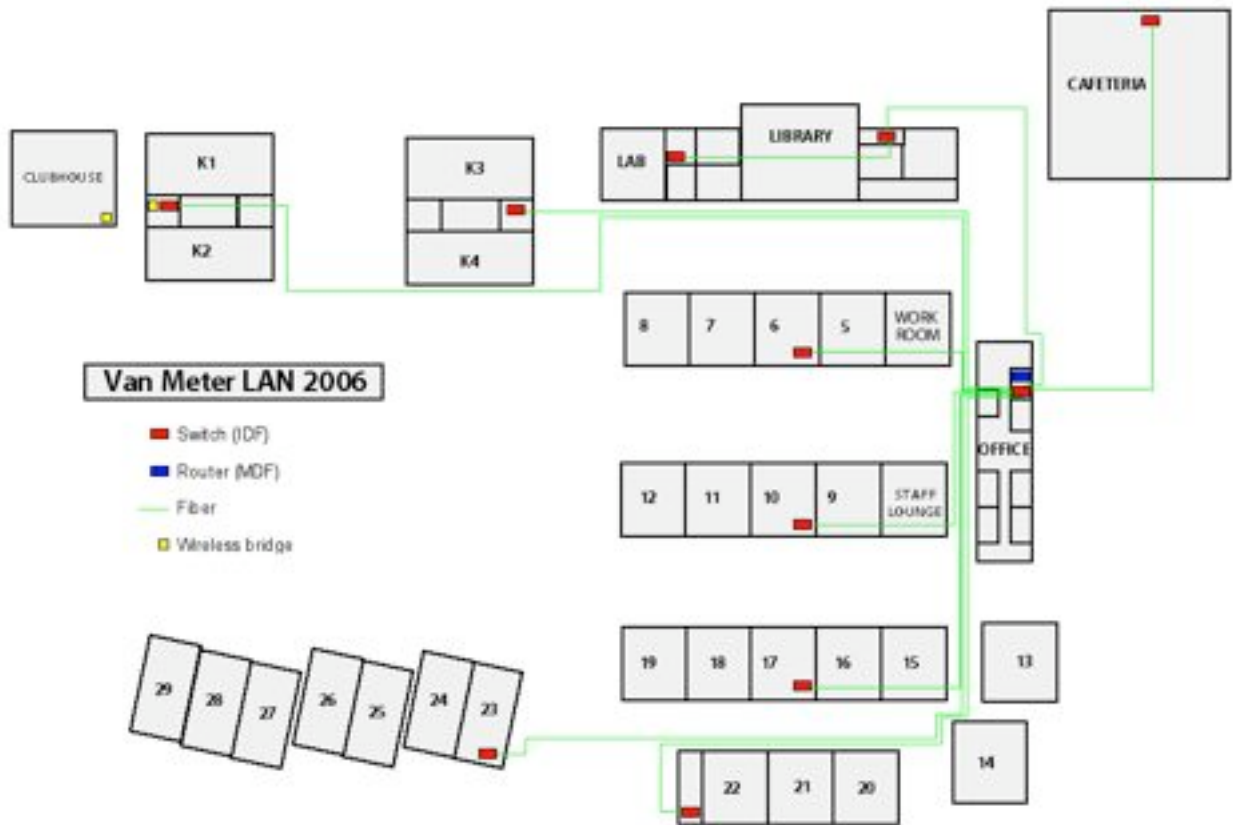 CAFETERIA
LIBRARY
LAB
K1
K3
CLUBHOUSE
K2
K4
8
7
6
5
WORK
ROOM
Van Meter LAN 2006
Switch (IDF)
Router (MDF)
Fiber
Wireless bridge
OFFICE
12
11
10
9
STAFF
LOUNGE
19
18
17
16
15
13
29
28
27
26
25
24
23
22
21
20
14